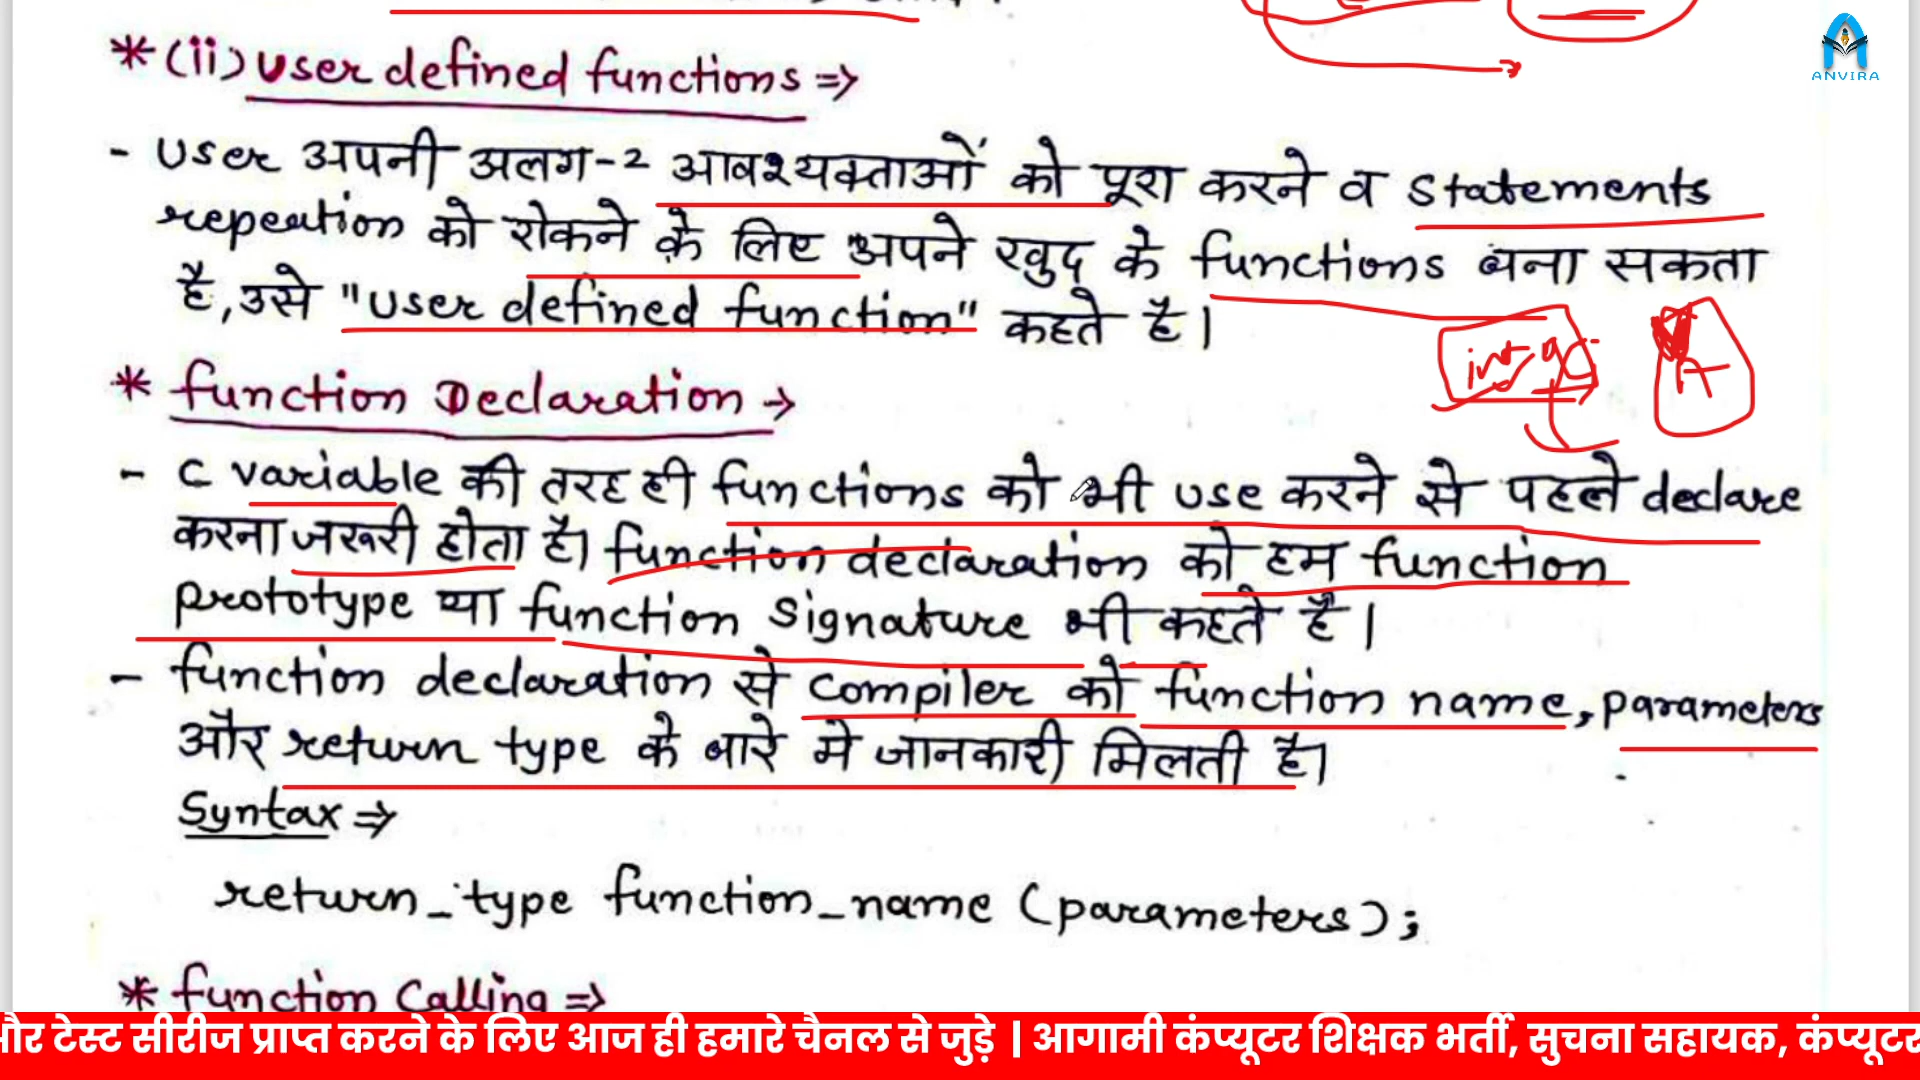 *(ii) User defined functions ⇒
ANVIRA
- User अपनी अलग-2 आवश्यक्ताओं को पूरा करने व Statements
repeation को रोकने के लिए अपने खुद के functions बना सकता
है, उसे "User defined function" कहते है।
* function Declaration →
int
A
- C variable की तरह ही functions को भी use करने से पहले declare
करना जरूरी होता है। function declaration को हम function
Prototype या function Signature भी कहते है।
- function declaration से Compiler को function name, parameters
और return type के बारे मे जानकारी मिलती है।
Syntax ⇒
return_type function_name (parameters);
* function Calling ⇒
और टेस्ट सीरीज प्राप्त करने के लिए आज ही हमारे चैनल से जुड़े | आगामी कंप्यूटर शिक्षक भर्ती, सुचना सहायक, कंप्यूटर